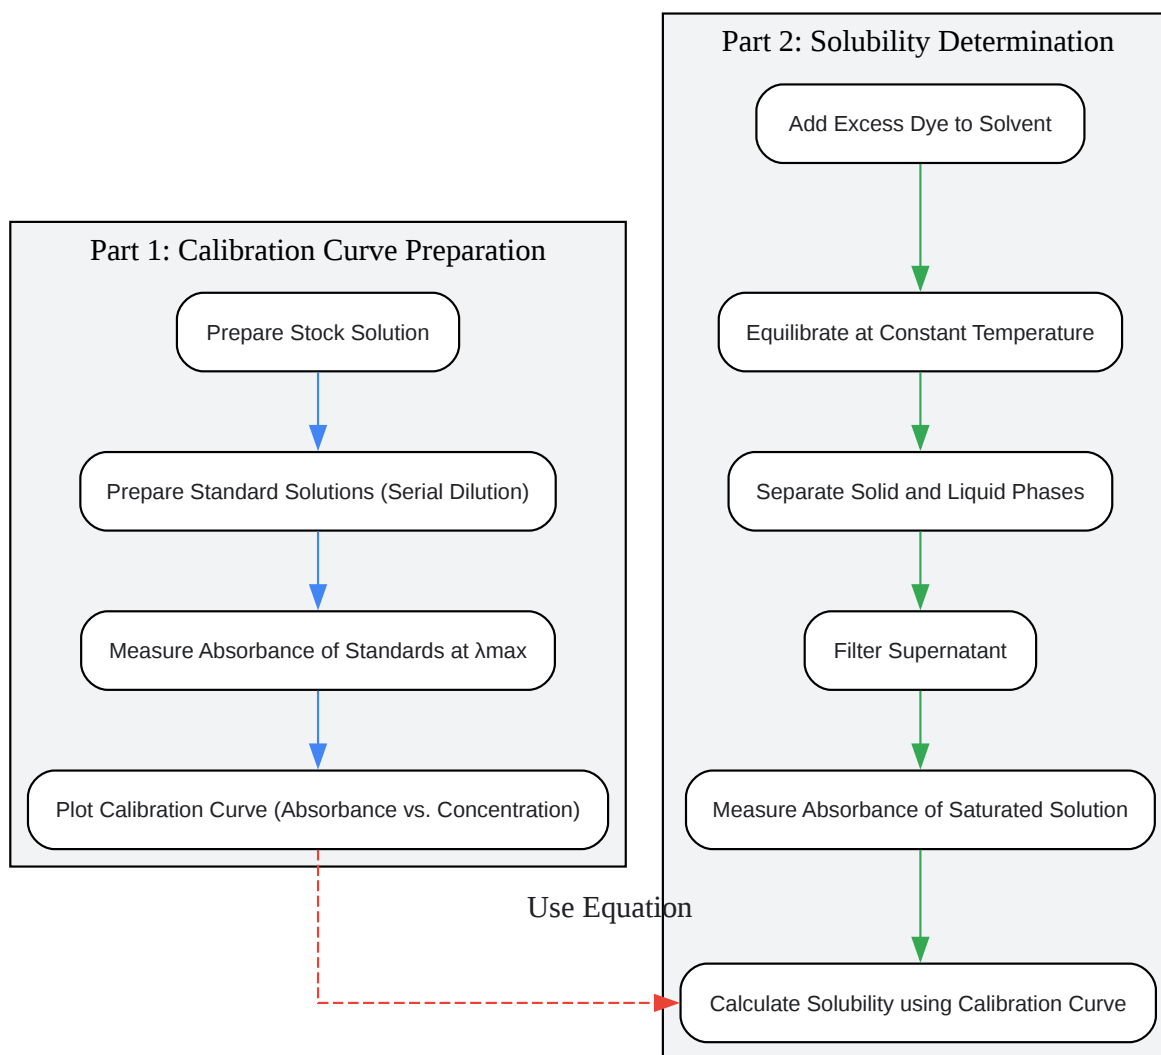 Part 1: Calibration Curve Preparation
Prepare Stock Solution
Prepare Standard Solutions (Serial Dilution)
Measure Absorbance of Standards at λmax
Plot Calibration Curve (Absorbance vs. Concentration)
Use Equation
Part 2: Solubility Determination
Add Excess Dye to Solvent
Equilibrate at Constant Temperature
Separate Solid and Liquid Phases
Filter Supernatant
Measure Absorbance of Saturated Solution
Calculate Solubility using Calibration Curve